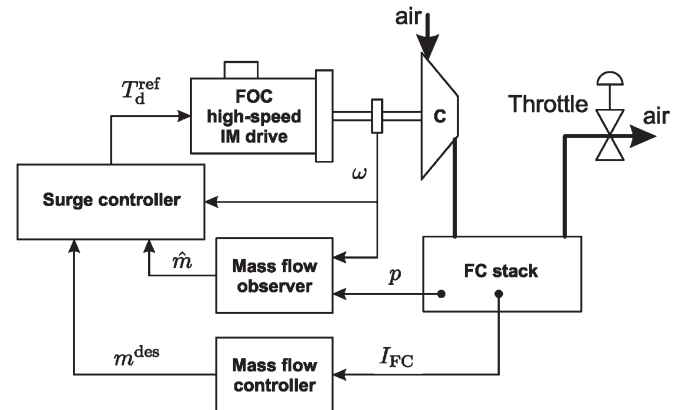 air
T_d^ref
FOC
high-speed
IM drive
C
Throttle
air
ω
Surge controller
m̂
Mass flow
observer
p
FC stack
m^des
Mass flow
controller
I_FC